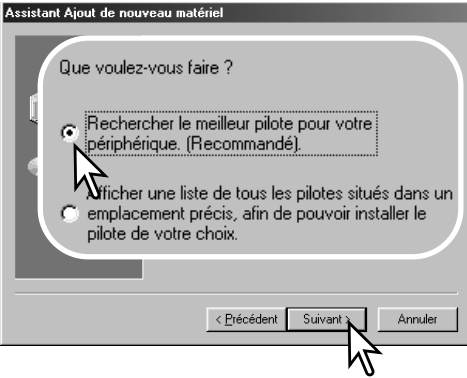 Assistant Ajout de nouveau matériel
Que voulez-vous faire ?
Rechercher le meilleur pilote pour votre
périphérique. (Recommandé).
Afficher une liste de tous les pilotes situés dans un
emplacement précis, afin de pouvoir installer le
pilote de votre choix.
< Précédent
Suivant >
Annuler